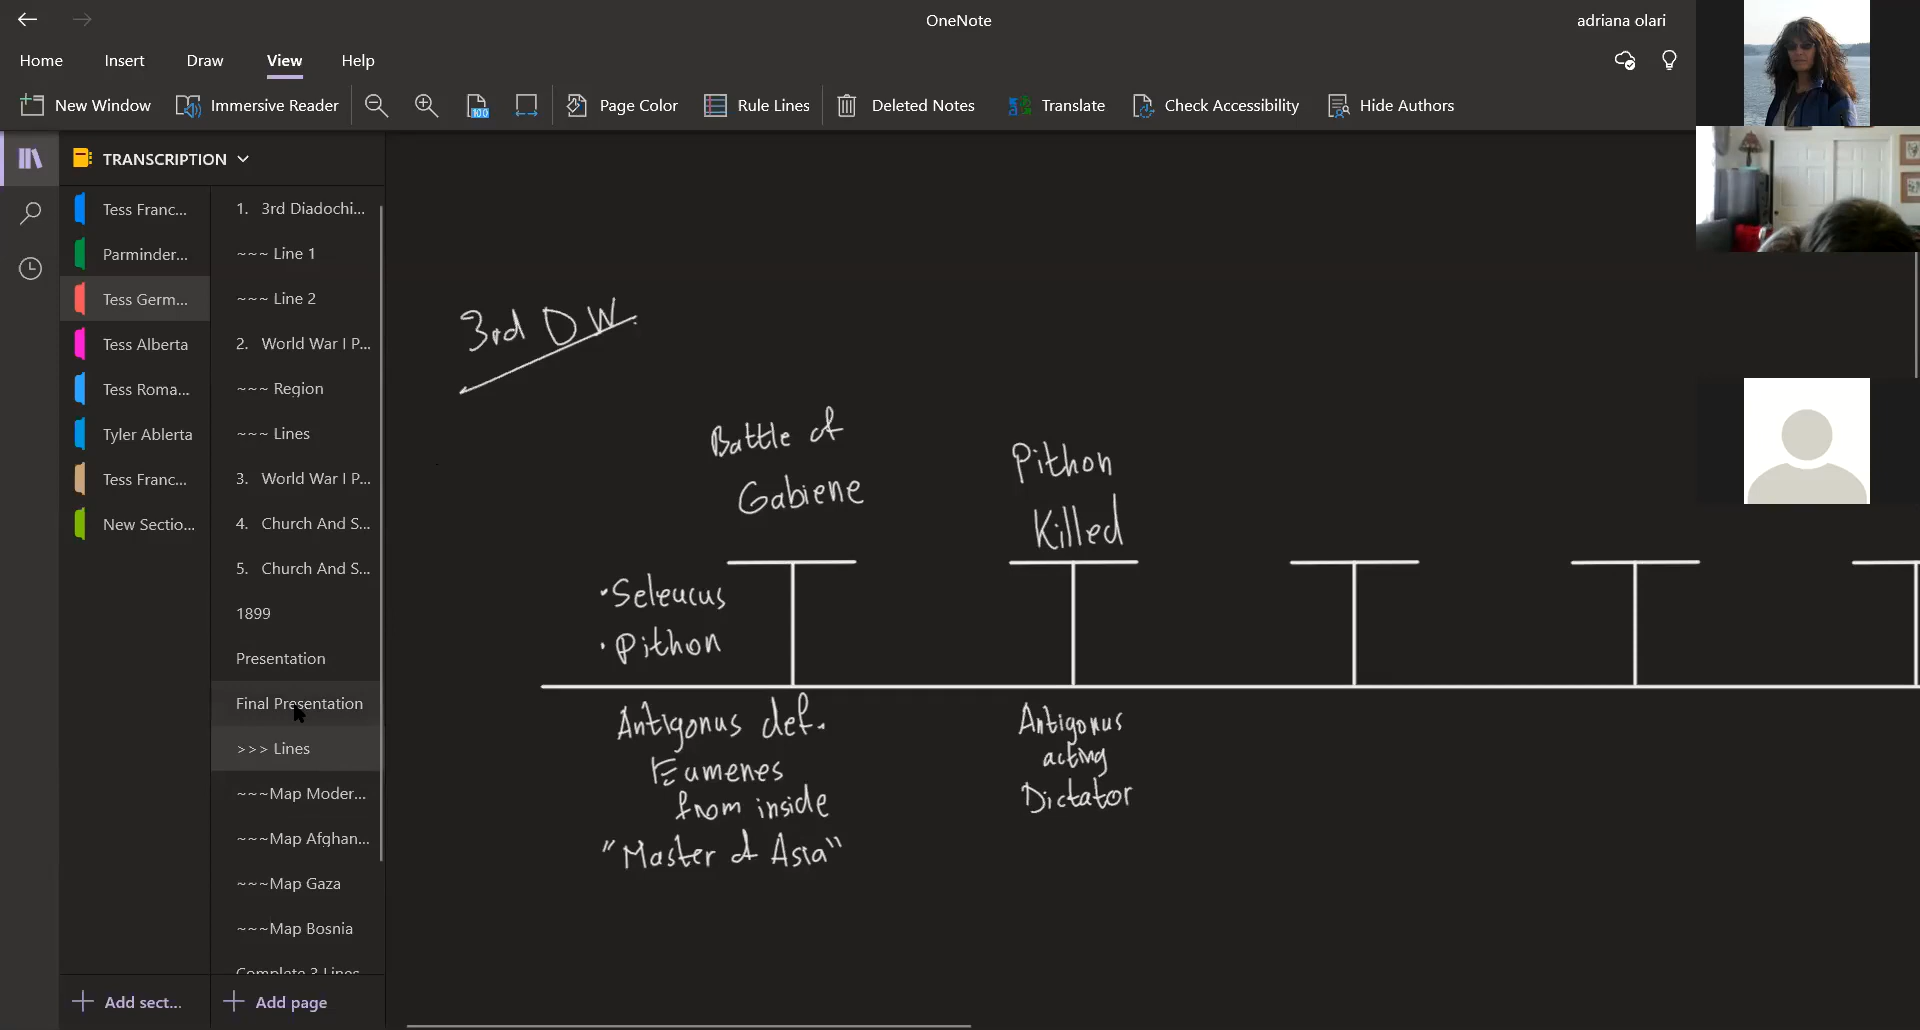 OneNote
adriana olari
Home
Insert
Draw
View
Help
New Window
Immersive Reader
100
Page Color
Rule Lines
Deleted Notes
Translate
Check Accessibility
Hide Authors
TRANSCRIPTION
Tess Franc...
Parminder...
Tess Germ...
Tess Alberta
Tess Roma...
Tyler Ablerta
Tess Franc...
New Sectio...
1. 3rd Diadochi...
~~~ Line 1
~~~ Line 2
2. World War I P...
~~~ Region
~~~ Lines
3. World War I P...
4. Church And S...
5. Church And S...
1899
Presentation
Final Presentation
>>> Lines
~~~Map Moder...
~~~Map Afghan...
~~~Map Gaza
~~~Map Bosnia
Complete 3 Lines
Add sect...
Add page
3rd DW.
Battle of
Gabiene
Pithon
Killed
•Seleucus
•Pithon
Antigonus def.
Eumenes
from inside
"Master of Asia"
Antigonus
acting
Dictator